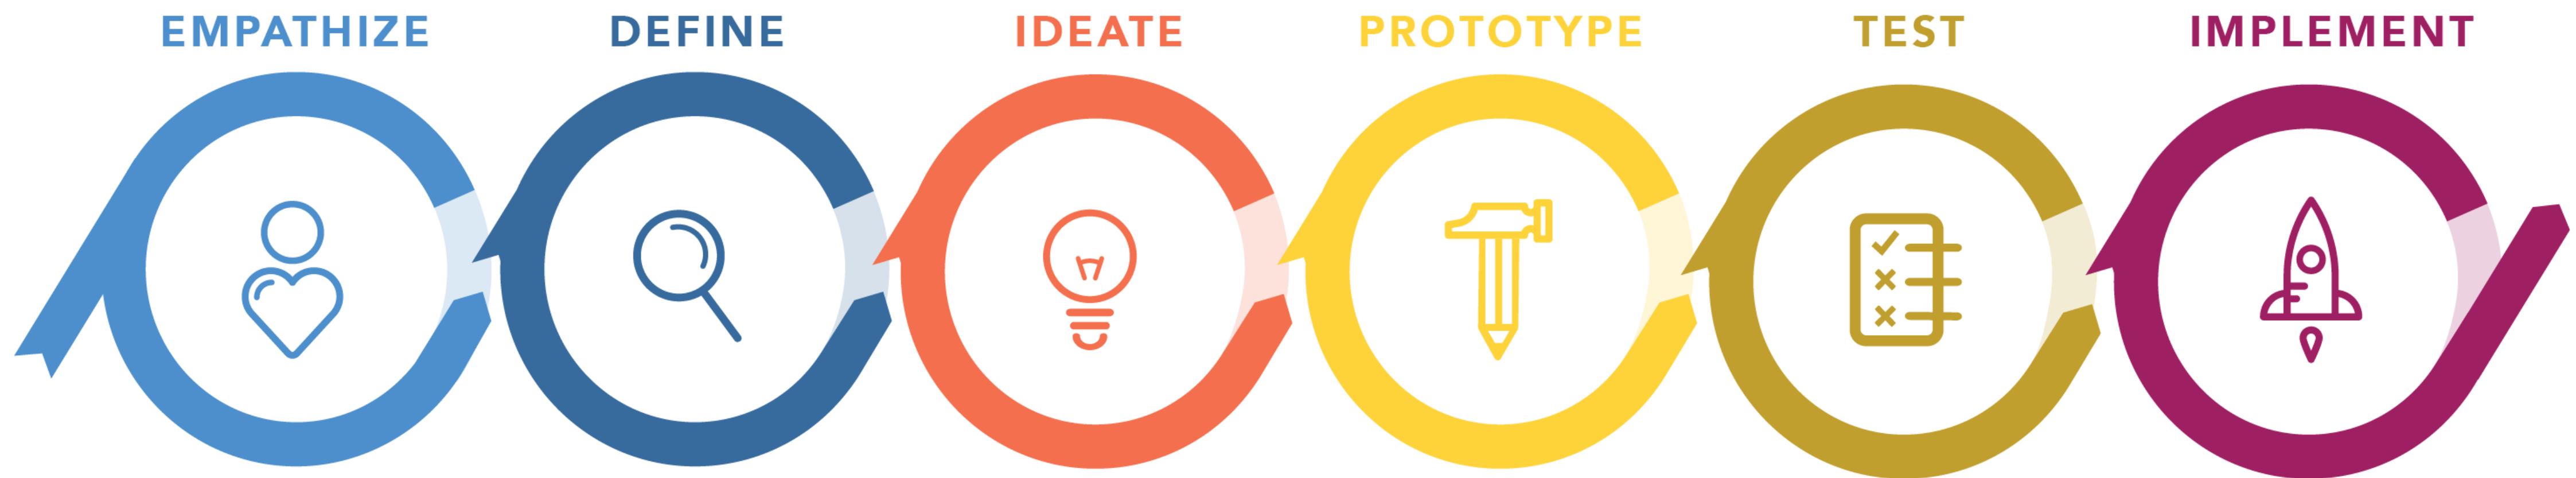 EMPATHIZE
DEFINE
IDEATE
PROTOTYPE
TEST
IMPLEMENT